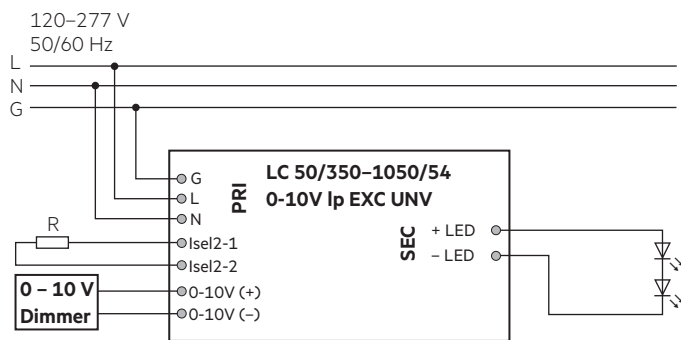 120–277 V
50/60 Hz
L
N
G
LC 50/350–1050/54
0-10V lp EXC UNV
PRI
G
L
N
R
Isel2-1
Isel2-2
0 – 10 V
Dimmer
0-10V (+)
0-10V (–)
SEC
+ LED
– LED